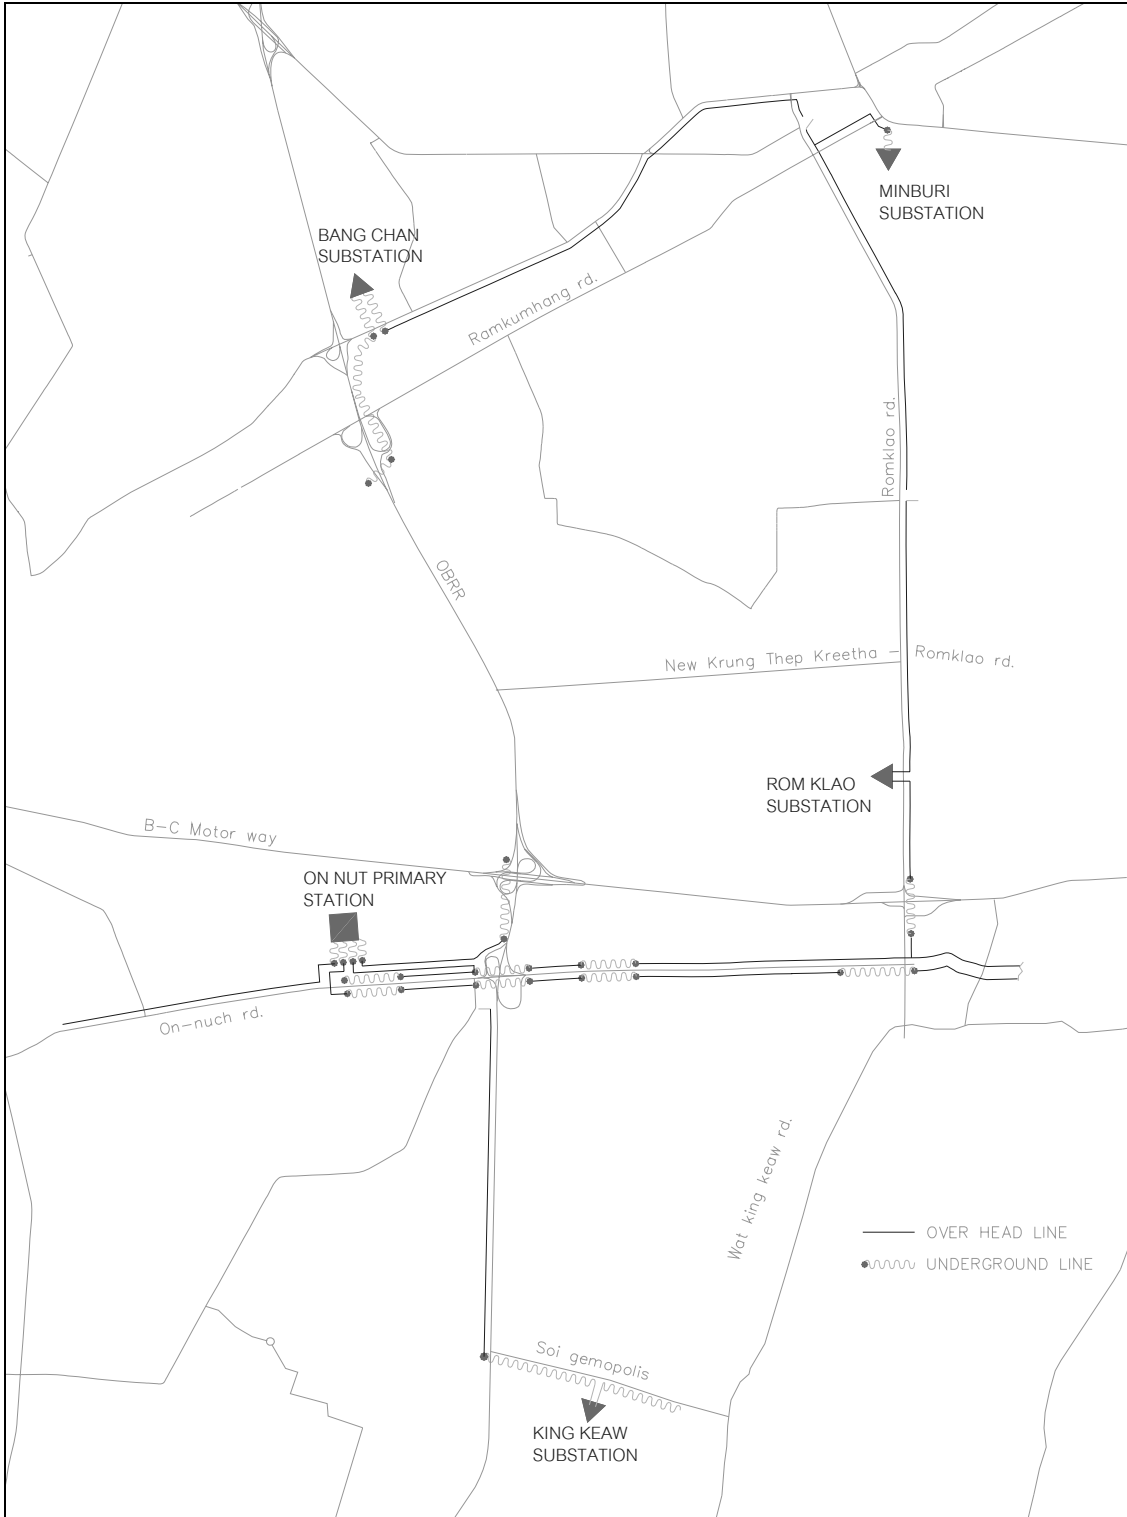 MINBURI
SUBSTATION
BANG CHAN
SUBSTATION
Ramkumhang rd.
Romklao rd.
OBRR
New Krung Thep Kreetha – Romklao rd.
ROM KLAO
SUBSTATION
B–C Motor way
ON NUT PRIMARY
STATION
On–nuch rd.
Wat king keaw rd.
OVER HEAD LINE
UNDERGROUND LINE
Soi gemopolis
KING KEAW
SUBSTATION